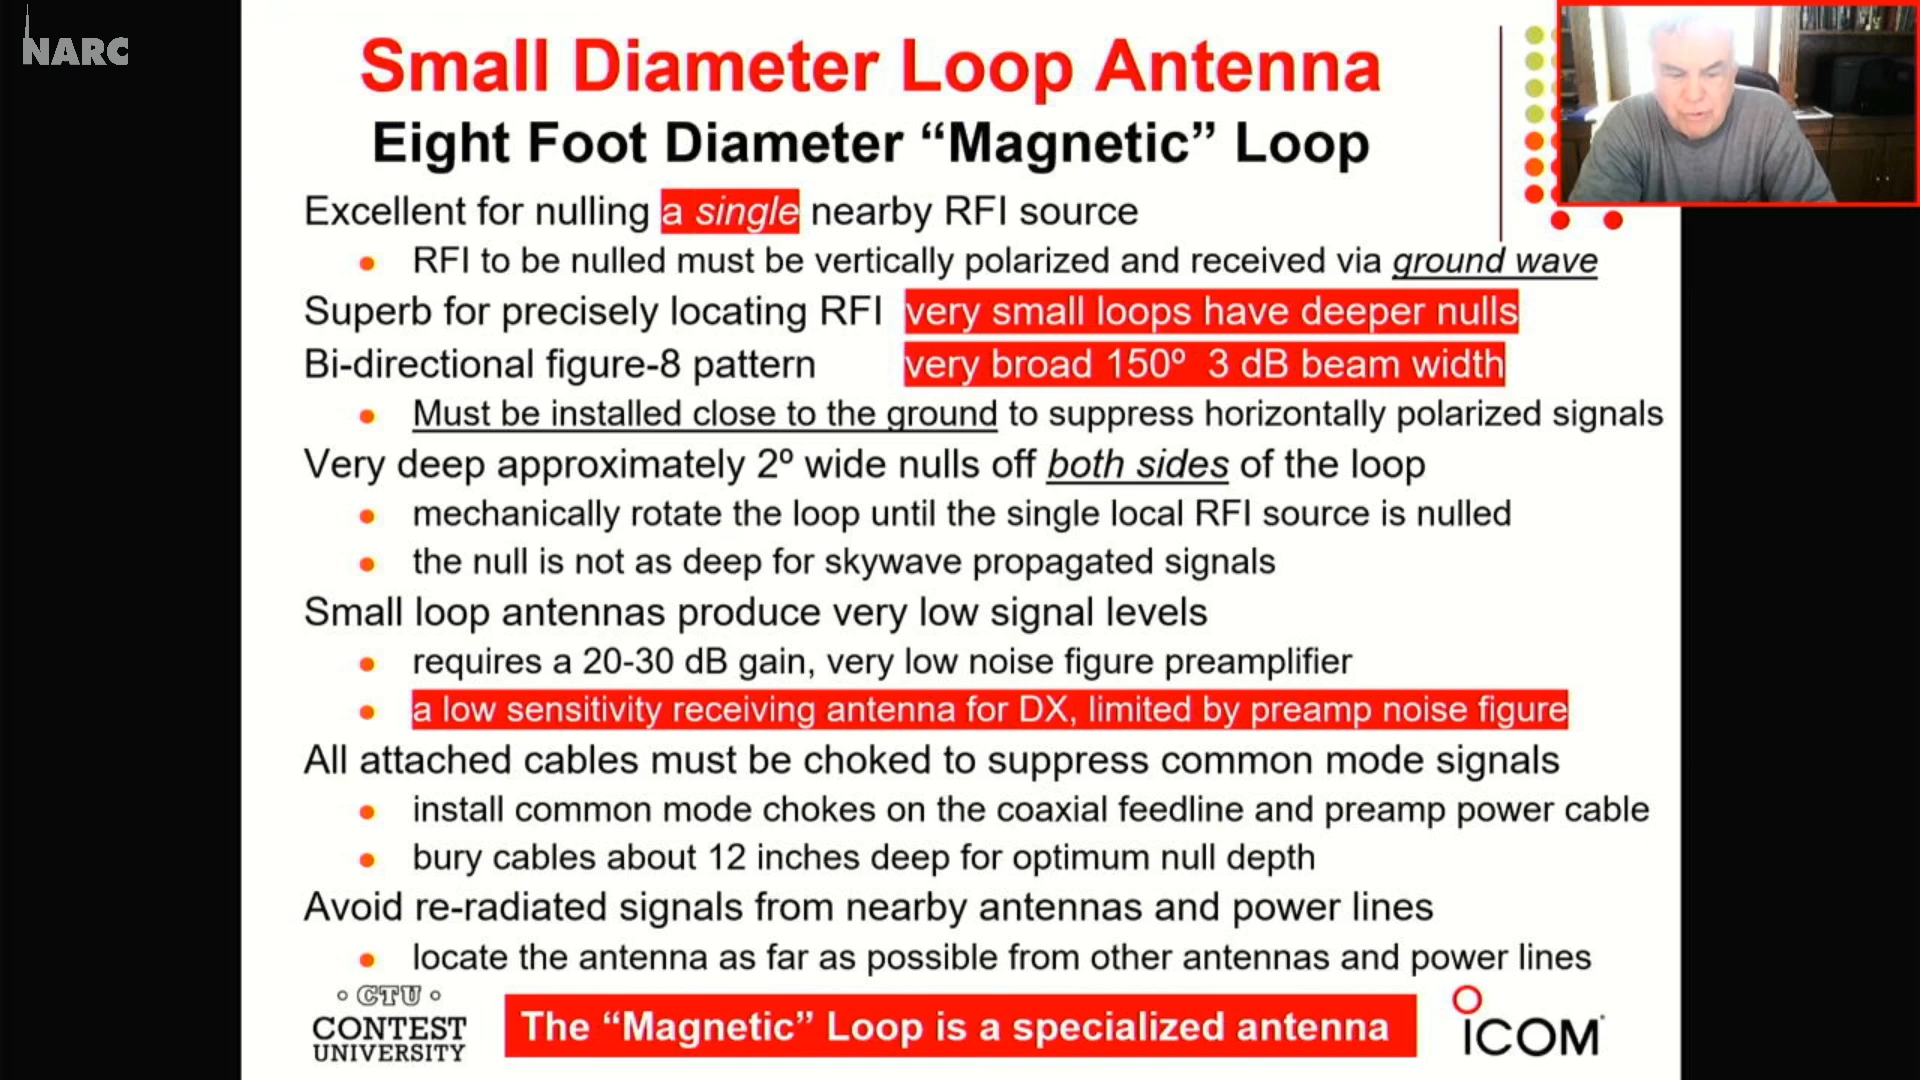 NARC
Small Diameter Loop Antenna
Eight Foot Diameter “Magnetic” Loop
Excellent for nulling a single nearby RFI source
RFI to be nulled must be vertically polarized and received via ground wave
Superb for precisely locating RFI very small loops have deeper nulls
Bi-directional figure-8 pattern very broad 150º 3 dB beam width
Must be installed close to the ground to suppress horizontally polarized signals
Very deep approximately 2º wide nulls off both sides of the loop
mechanically rotate the loop until the single local RFI source is nulled
the null is not as deep for skywave propagated signals
Small loop antennas produce very low signal levels
requires a 20-30 dB gain, very low noise figure preamplifier
a low sensitivity receiving antenna for DX, limited by preamp noise figure
All attached cables must be choked to suppress common mode signals
install common mode chokes on the coaxial feedline and preamp power cable
bury cables about 12 inches deep for optimum null depth
Avoid re-radiated signals from nearby antennas and power lines
locate the antenna as far as possible from other antennas and power lines
CTU
CONTEST
UNIVERSITY
The “Magnetic” Loop is a specialized antenna
ICOM